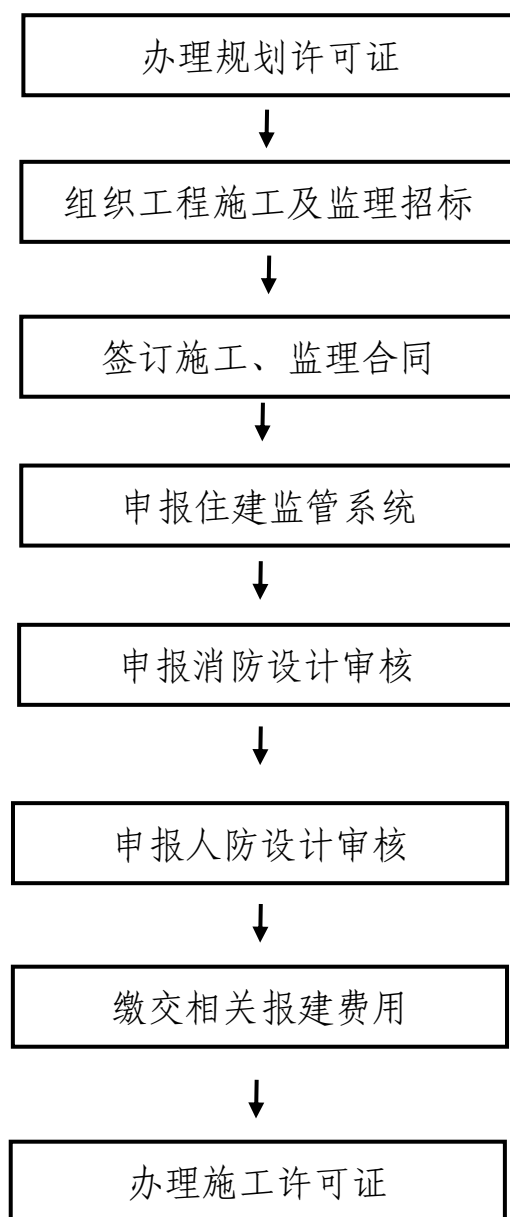 办理规划许可证
组织工程施工及监理招标
签订施工、监理合同
申报住建监管系统
申报消防设计审核
申报人防设计审核
缴交相关报建费用
办理施工许可证